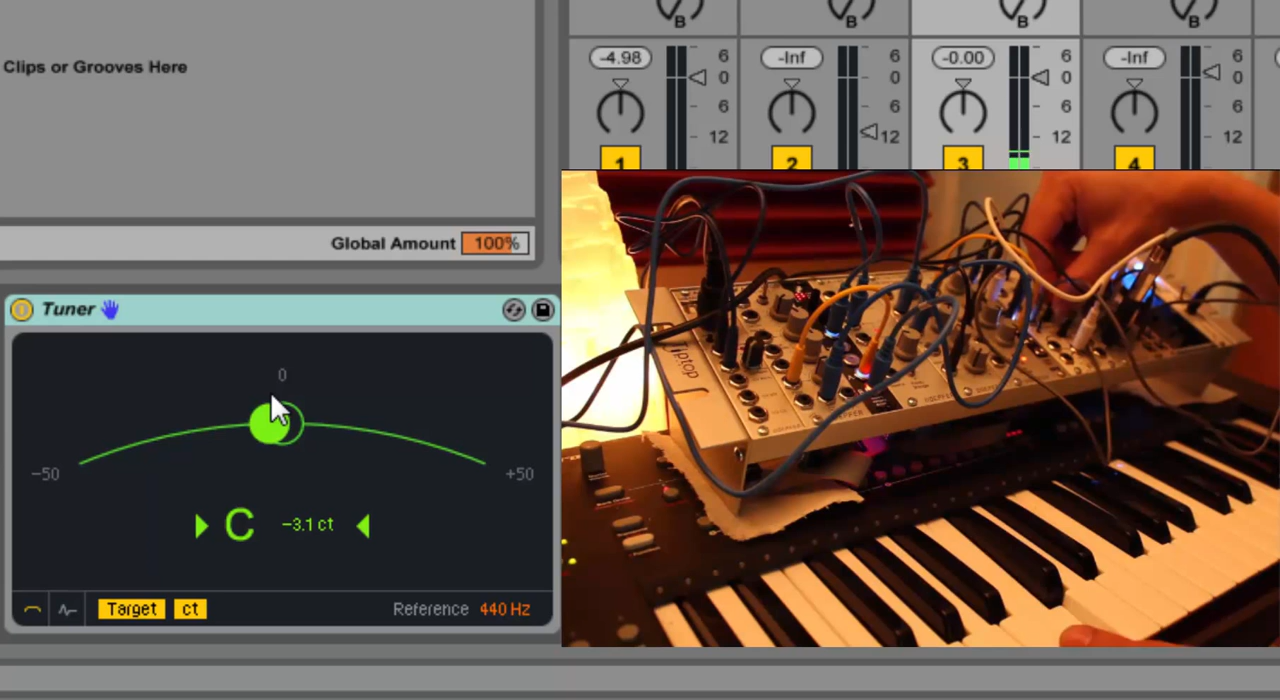 B B B B
Clips or Grooves Here
-4.98 6 -Inf 6 -0.00 6 -Inf 6
0 0 0 0
6 6 6 6
12 12 12 12
1 2 3 4
Global Amount 100%
Tuner
0
-50 +50
C -3.1 ct
Target ct Reference 440 Hz
tiptop